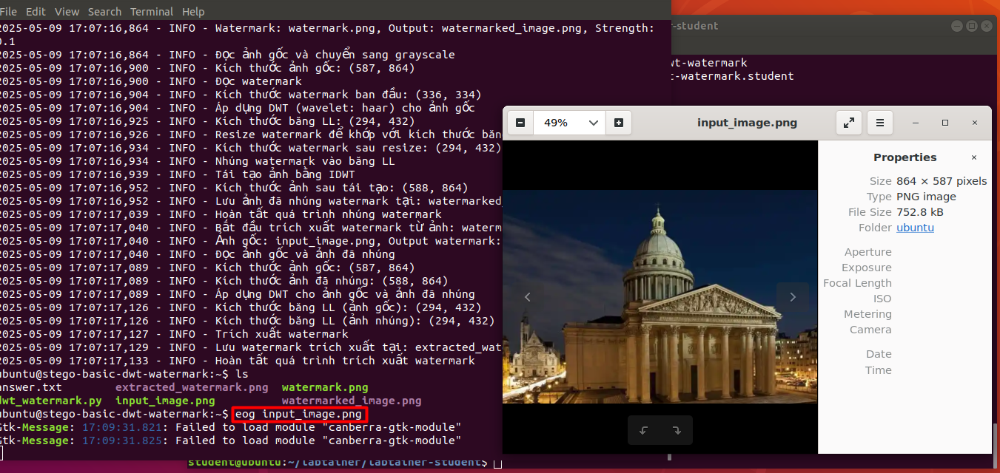 File Edit View Search Terminal Help
2025-05-09 17:07:16,864 - INFO - Watermark: watermark.png, Output: watermarked_image.png, Strength:
0.1
2025-05-09 17:07:16,864 - INFO - Đọc ảnh gốc và chuyển sang grayscale
2025-05-09 17:07:16,900 - INFO - Kích thước ảnh gốc: (587, 864)
2025-05-09 17:07:16,900 - INFO - Đọc watermark
2025-05-09 17:07:16,904 - INFO - Kích thước watermark ban đầu: (336, 334)
2025-05-09 17:07:16,904 - INFO - Áp dụng DWT (wavelet: haar) cho ảnh gốc
2025-05-09 17:07:16,925 - INFO - Kích thước băng LL: (294, 432)
2025-05-09 17:07:16,926 - INFO - Resize watermark để khớp với kích thước băn
2025-05-09 17:07:16,934 - INFO - Kích thước watermark sau resize: (294, 432)
2025-05-09 17:07:16,934 - INFO - Nhúng watermark vào băng LL
2025-05-09 17:07:16,939 - INFO - Tái tạo ảnh bằng IDWT
2025-05-09 17:07:16,952 - INFO - Kích thước ảnh sau tái tạo: (588, 864)
2025-05-09 17:07:16,952 - INFO - Lưu ảnh đã nhúng watermark tại: watermarked_
2025-05-09 17:07:17,039 - INFO - Hoàn tất quá trình nhúng watermark
2025-05-09 17:07:17,040 - INFO - Bắt đầu trích xuất watermark từ ảnh: waterm
2025-05-09 17:07:17,040 - INFO - Ảnh gốc: input_image.png, Output watermark:
2025-05-09 17:07:17,040 - INFO - Đọc ảnh gốc và ảnh đã nhúng
2025-05-09 17:07:17,089 - INFO - Kích thước ảnh gốc: (587, 864)
2025-05-09 17:07:17,089 - INFO - Kích thước ảnh đã nhúng: (588, 864)
2025-05-09 17:07:17,089 - INFO - Áp dụng DWT cho ảnh gốc và ảnh đã nhúng
2025-05-09 17:07:17,126 - INFO - Kích thước băng LL (ảnh gốc): (294, 432)
2025-05-09 17:07:17,126 - INFO - Kích thước băng LL (ảnh nhúng): (294, 432)
2025-05-09 17:07:17,127 - INFO - Trích xuất watermark
2025-05-09 17:07:17,129 - INFO - Lưu watermark trích xuất tại: extracted_wat
2025-05-09 17:07:17,133 - INFO - Hoàn tất quá trình trích xuất watermark
ubuntu@stego-basic-dwt-watermark:~$ ls
answer.txt extracted_watermark.png watermark.png
dwt_watermark.py input_image.png watermarked_image.png
ubuntu@stego-basic-dwt-watermark:~$ eog input_image.png
Gtk-Message: 17:09:31.821: Failed to load module "canberra-gtk-module"
Gtk-Message: 17:09:31.825: Failed to load module "canberra-gtk-module"
-student
wt-watermark
t-watermark.student
49%
input_image.png
Properties
Size 864 × 587 pixels
Type PNG image
File Size 752.8 kB
Folder ubuntu
Aperture
Exposure
Focal Length
ISO
Metering
Camera
Date
Time
student@ubuntu:~/labtainer/labtainer-student$